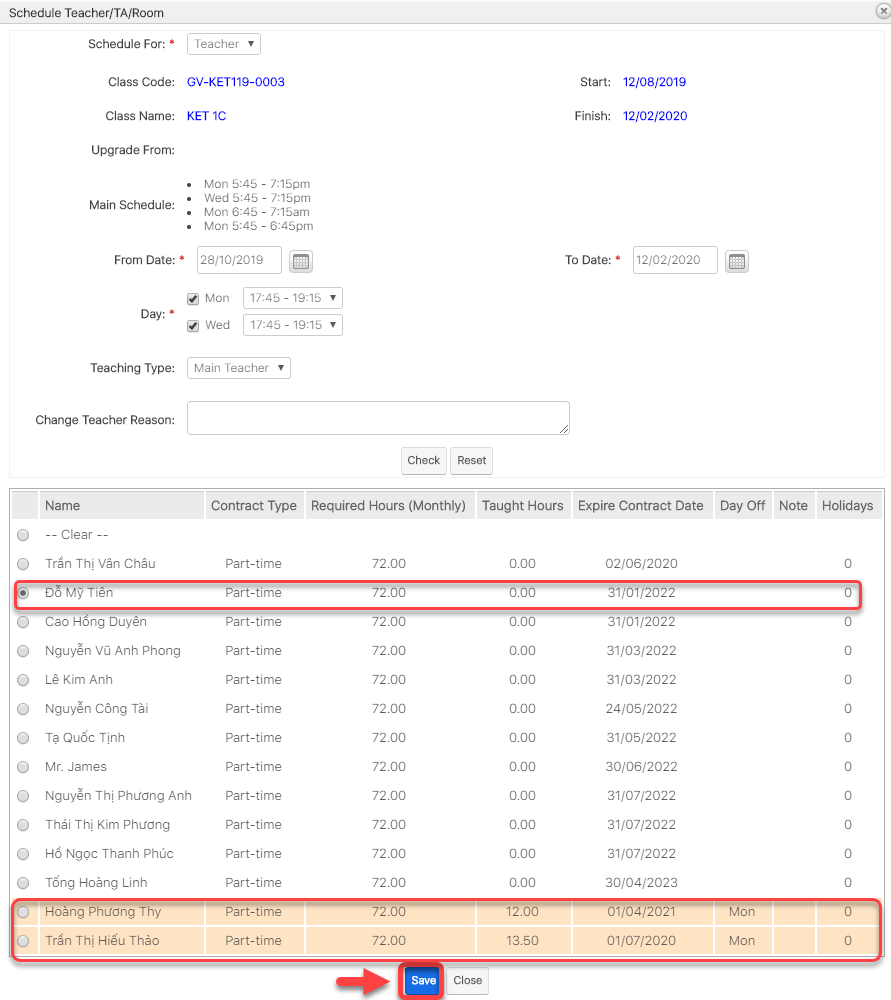 Schedule Teacher/TA/Room
Schedule For: * Teacher
Class Code: GV-KET119-0003 Start: 12/08/2019
Class Name: KET 1C Finish: 12/02/2020
Upgrade From:
Main Schedule:
• Mon 5:45 - 7:15pm
• Wed 5:45 - 7:15pm
• Mon 6:45 - 7:15am
• Mon 5:45 - 6:45pm
From Date: * 28/10/2019 To Date: * 12/02/2020
Day: *
Mon 17:45 - 19:15
Wed 17:45 - 19:15
Teaching Type: Main Teacher
Change Teacher Reason:
Check Reset
Name Contract Type Required Hours (Monthly) Taught Hours Expire Contract Date Day Off Note Holidays
-- Clear --
Trần Thị Vân Châu Part-time 72.00 0.00 02/06/2020 0
Đỗ Mỹ Tiên Part-time 72.00 0.00 31/01/2022 0
Cao Hồng Duyên Part-time 72.00 0.00 31/01/2022 0
Nguyễn Vũ Anh Phong Part-time 72.00 0.00 31/03/2022 0
Lê Kim Anh Part-time 72.00 0.00 31/03/2022 0
Nguyễn Công Tài Part-time 72.00 0.00 24/05/2022 0
Tạ Quốc Tịnh Part-time 72.00 0.00 31/05/2022 0
Mr. James Part-time 72.00 0.00 30/06/2022 0
Nguyễn Thị Phương Anh Part-time 72.00 0.00 31/07/2022 0
Thái Thị Kim Phương Part-time 72.00 0.00 31/07/2022 0
Hồ Ngọc Thanh Phúc Part-time 72.00 0.00 31/07/2022 0
Tống Hoàng Linh Part-time 72.00 0.00 30/04/2023 0
Hoàng Phương Thy Part-time 72.00 12.00 01/04/2021 Mon 0
Trần Thị Hiếu Thảo Part-time 72.00 13.50 01/07/2020 Mon 0
Save Close